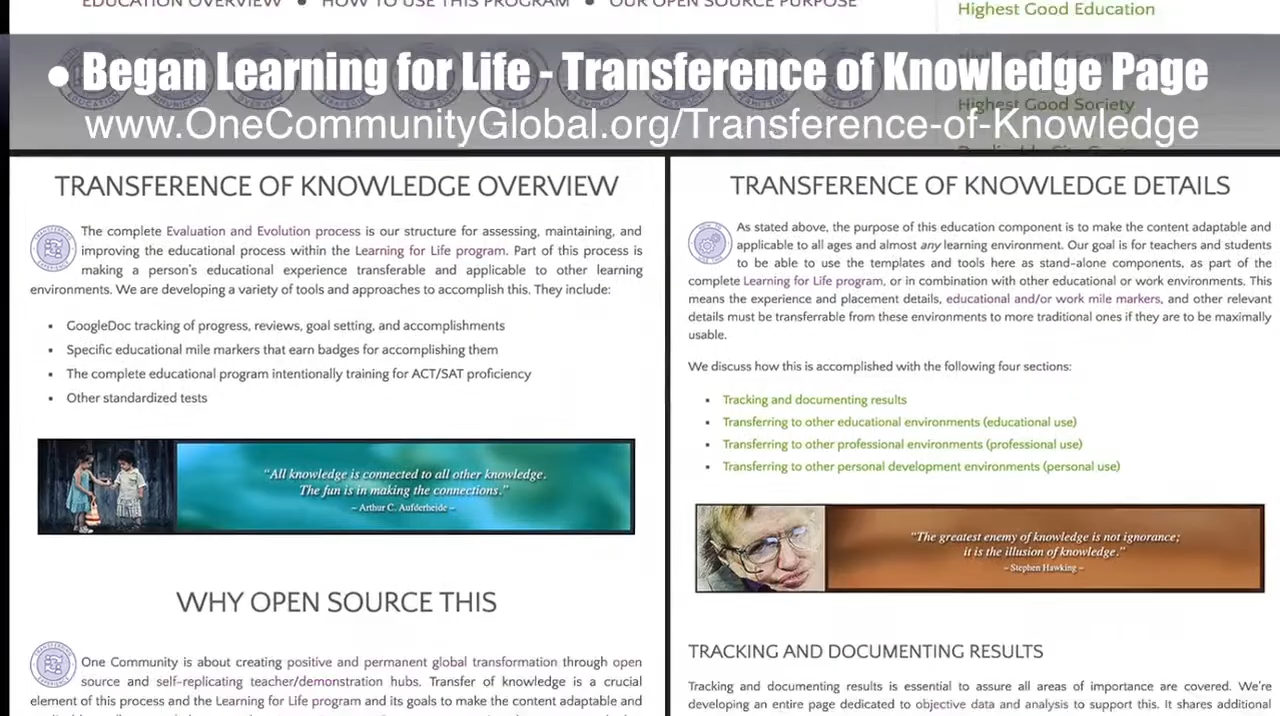 EDUCATION OVERVIEW • HOW TO USE THIS PROGRAM • OUR OPEN SOURCE PURPOSE
Highest Good Education
• Began Learning for Life - Transference of Knowledge Page
Highest Good Society
www.OneCommunityGlobal.org/Transference-of-Knowledge
TRANSFERENCE OF KNOWLEDGE OVERVIEW
The complete Evaluation and Evolution process is our structure for assessing, maintaining, and
improving the educational process within the Learning for Life program. Part of this process is
making a person's educational experience transferable and applicable to other learning
environments. We are developing a variety of tools and approaches to accomplish this. They include:
• GoogleDoc tracking of progress, reviews, goal setting, and accomplishments
• Specific educational mile markers that earn badges for accomplishing them
• The complete educational program intentionally training for ACT/SAT proficiency
• Other standardized tests
"All knowledge is connected to all other knowledge.
The fun is in making the connections."
~ Arthur C. Aufderheide ~
WHY OPEN SOURCE THIS
One Community is about creating positive and permanent global transformation through open
source and self-replicating teacher/demonstration hubs. Transfer of knowledge is a crucial
element of this process and the Learning for Life program and its goals to make the content adaptable and
TRANSFERENCE OF KNOWLEDGE DETAILS
As stated above, the purpose of this education component is to make the content adaptable and
applicable to all ages and almost any learning environment. Our goal is for teachers and students
to be able to use the templates and tools here as stand-alone components, as part of the
complete Learning for Life program, or in combination with other educational or work environments. This
means the experience and placement details, educational and/or work mile markers, and other relevant
details must be transferrable from these environments to more traditional ones if they are to be maximally
usable.
We discuss how this is accomplished with the following four sections:
• Tracking and documenting results
• Transferring to other educational environments (educational use)
• Transferring to other professional environments (professional use)
• Transferring to other personal development environments (personal use)
"The greatest enemy of knowledge is not ignorance;
it is the illusion of knowledge."
~ Stephen Hawking ~
TRACKING AND DOCUMENTING RESULTS
Tracking and documenting results is essential to assure all areas of importance are covered. We're
developing an entire page dedicated to objective data and analysis to support this. It shares additional